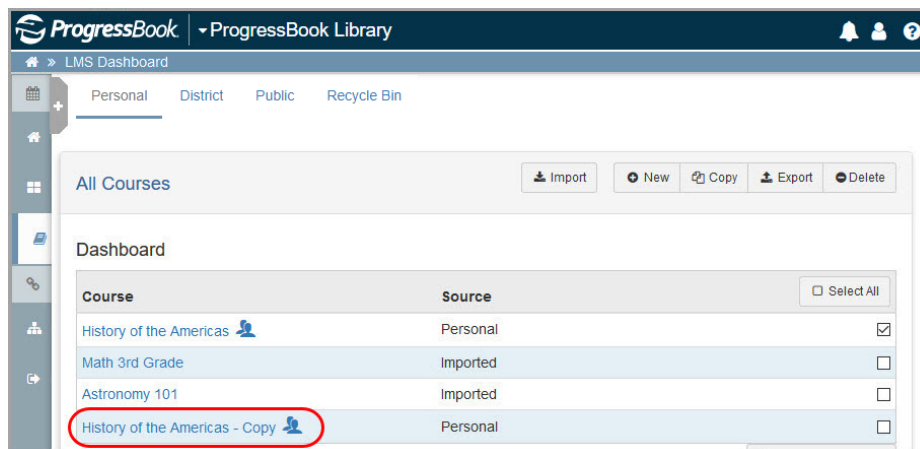 ProgressBook ProgressBook Library
» LMS Dashboard
Personal District Public Recycle Bin
All Courses Import New Copy Export Delete
Dashboard
Course Source Select All
History of the Americas Personal
Math 3rd Grade Imported
Astronomy 101 Imported
History of the Americas - Copy Personal